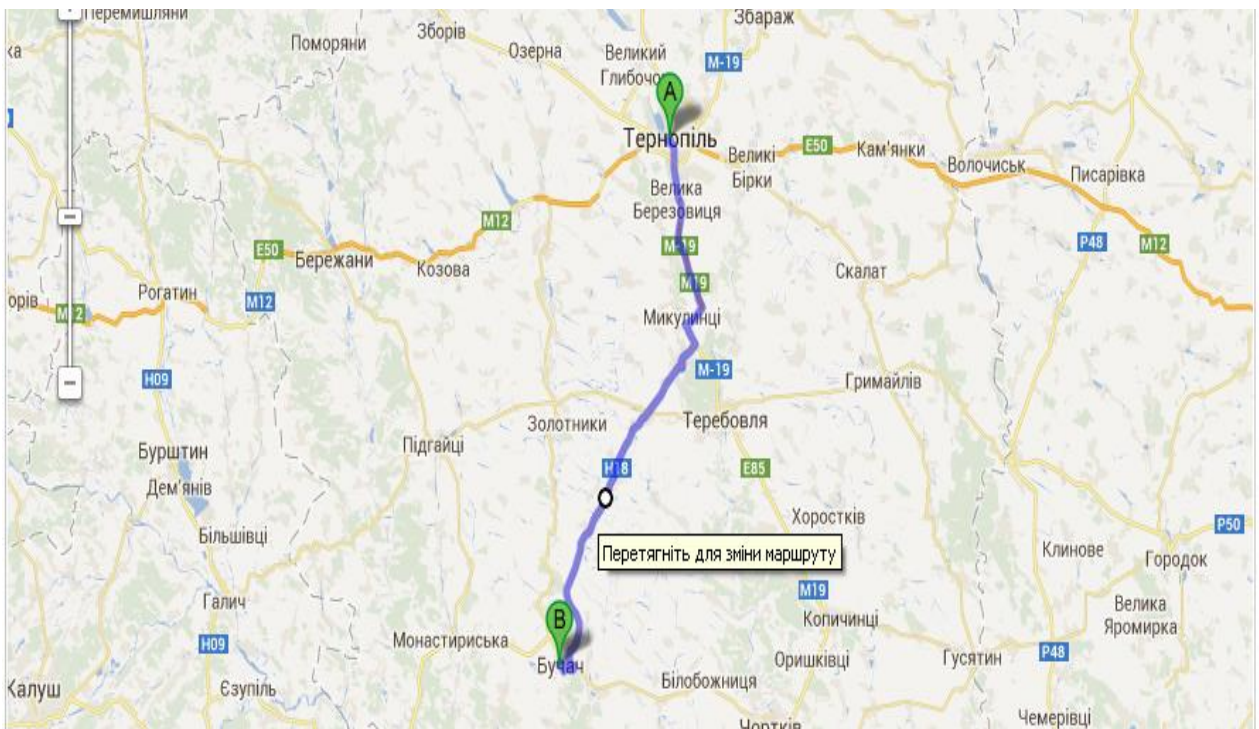 Перемишляни
Зборів
Збараж
Поморяни
Озерна
Великий
Глибочок
M-19
A
Тернопіль
E50
Кам'янки
Великі
Бірки
Волочиськ
Писарівка
Велика
Березовиця
M12
M-19
P48
M12
E50
Бережани
Козова
Скалат
M19
Рогатин
M12
M12
Микулинці
M-19
H09
Гримайлів
Золотники
Теребовля
Підгайці
Бурштин
H18
E85
Дем'янів
Хоростків
P50
Більшівці
Перетягніть для зміни маршруту
Клинове
Городок
M19
Галич
B
Копичинці
Велика
Яромирка
H09
Монастириська
Бучач
Оришківці
Гусятин
P48
Калуш
Єзупіль
Білобожниця
Чортків
Чемерівці